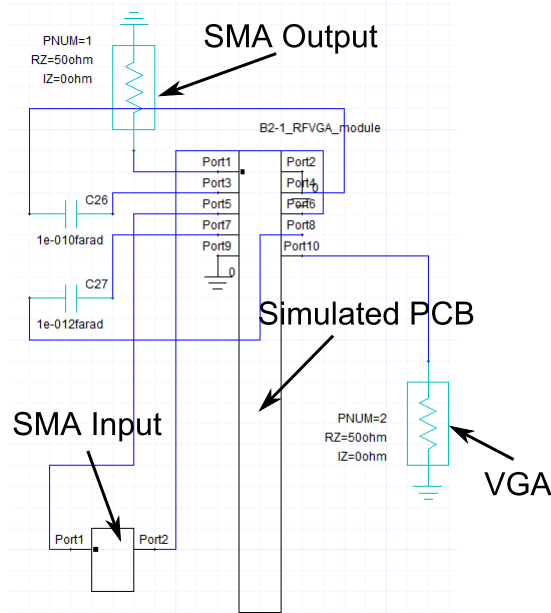 SMA Output
PNUM=1
RZ=50ohm
IZ=0ohm
B2-1_RFVGA_module
Port1
Port2
Port3
Port4
0
Port5
Port6
Port7
Port8
Port9
Port10
0
C26
1e-010farad
C27
1e-012farad
Simulated PCB
SMA Input
PNUM=2
RZ=50ohm
IZ=0ohm
VGA
Port1
Port2